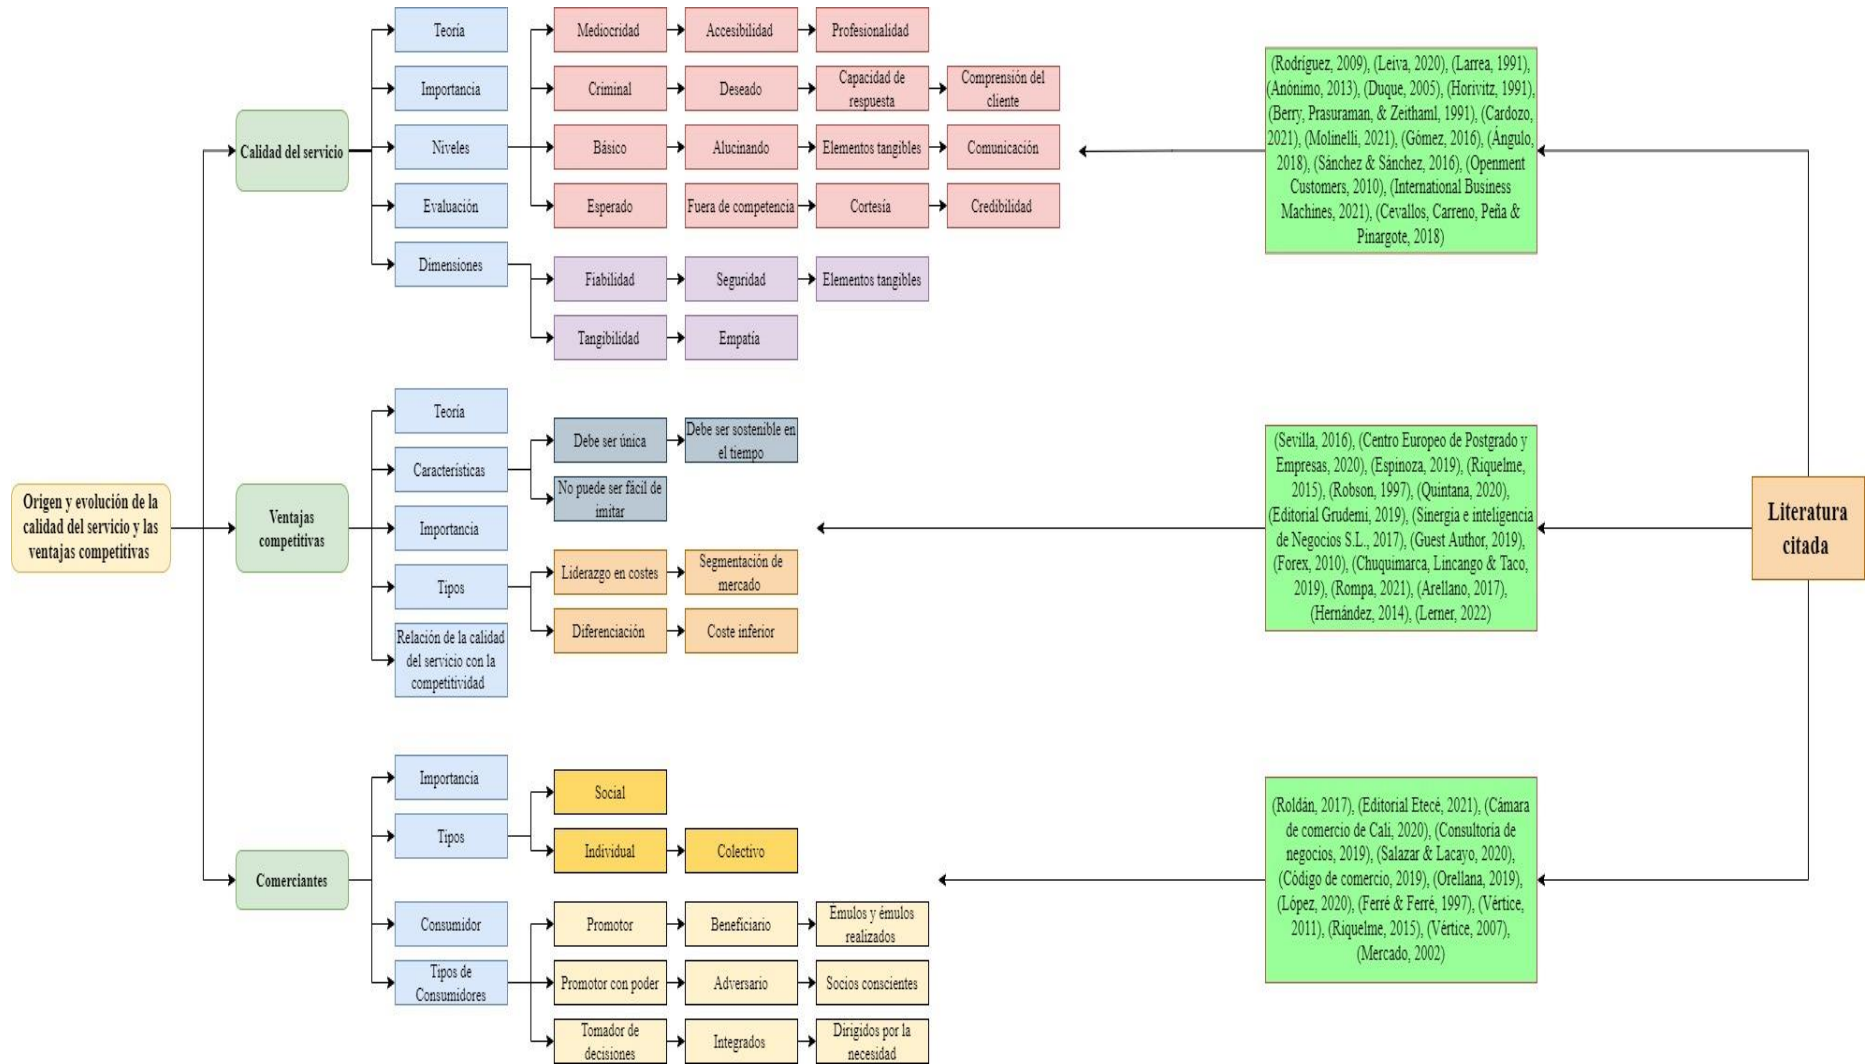 Origen y evolución de la
calidad del servicio y las
ventajas competitivas
Calidad del servicio
Teoría
Importancia
Niveles
Evaluación
Dimensiones
Mediocridad
Accesibilidad
Profesionalidad
Criminal
Deseado
Capacidad de
respuesta
Comprensión del
cliente
Básico
Alucinando
Elementos tangibles
Comunicación
Esperado
Fuera de competencia
Cortesía
Credibilidad
Fiabilidad
Seguridad
Elementos tangibles
Tangibilidad
Empatía
(Rodríguez, 2009), (Leiva, 2020), (Larrea, 1991),
(Anónimo, 2013), (Duque, 2005), (Horivitz, 1991),
(Berry, Prasuraman, & Zeithaml, 1991), (Cardozo,
2021), (Molinelli, 2021), (Gómez, 2016), (Ángulo,
2018), (Sánchez & Sánchez, 2016), (Openment
Customers, 2010), (International Business
Machines, 2021), (Cevallos, Carreno, Peña &
Pinargote, 2018)
Ventajas
competitivas
Teoría
Características
Importancia
Tipos
Relación de la calidad
del servicio con la
competitividad
Debe ser única
Debe ser sostenible en
el tiempo
No puede ser fácil de
imitar
Liderazgo en costes
Segmentación de
mercado
Diferenciación
Coste inferior
(Sevilla, 2016), (Centro Europeo de Postgrado y
Empresas, 2020), (Espinoza, 2019), (Riquelme,
2015), (Robson, 1997), (Quintana, 2020),
(Editorial Grudemi, 2019), (Sinergia e inteligencia
de Negocios S.L., 2017), (Guest Author, 2019),
(Forex, 2010), (Chuquimarca, Lincango & Taco,
2019), (Rompa, 2021), (Arellano, 2017),
(Hernández, 2014), (Lerner, 2022)
Comerciantes
Importancia
Tipos
Consumidor
Tipos de
Consumidores
Social
Individual
Colectivo
Promotor
Beneficiario
Émulos y émulos
realizados
Promotor con poder
Adversario
Socios conscientes
Tomador de
decisiones
Integrados
Dirigidos por la
necesidad
(Roldán, 2017), (Editorial Etecé, 2021), (Cámara
de comercio de Cali, 2020), (Consultoría de
negocios, 2019), (Salazar & Lacayo, 2020),
(Código de comercio, 2019), (Orellana, 2019),
(López, 2020), (Ferré & Ferré, 1997), (Vértice,
2011), (Riquelme, 2015), (Vértice, 2007),
(Mercado, 2002)
Literatura
citada